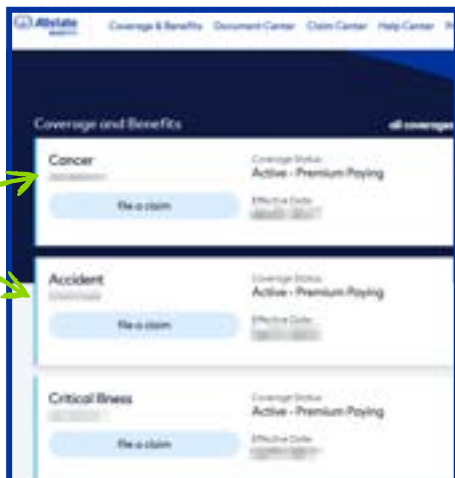 Allstate
Coverage & Benefits Document Center Claim Center Help Center
Coverage and Benefits
all coverages
Cancer
Coverage Status
Active - Premium Paying
file a claim
Effective Date
Accident
Coverage Status
Active - Premium Paying
file a claim
Effective Date
Critical Illness
Coverage Status
Active - Premium Paying
file a claim
Effective Date